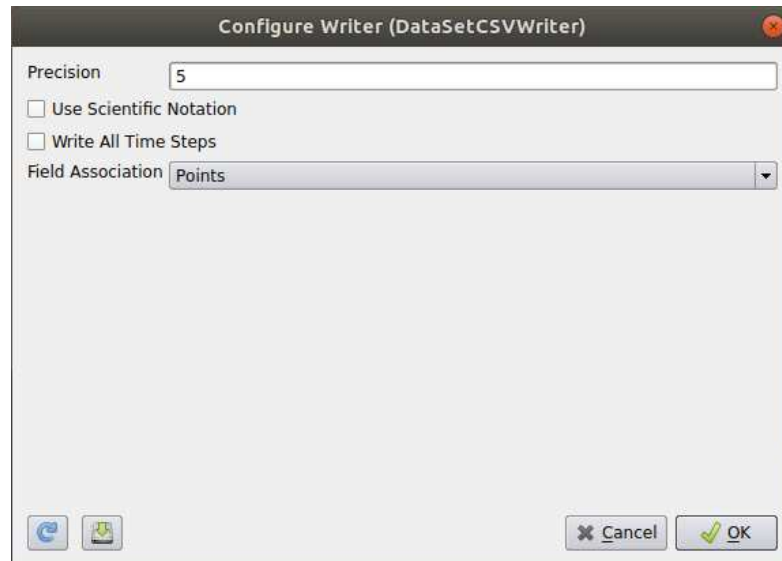 Configure Writer (DataSetCSVWriter)
Precision 5
Use Scientific Notation
Write All Time Steps
Field Association Points
Cancel OK